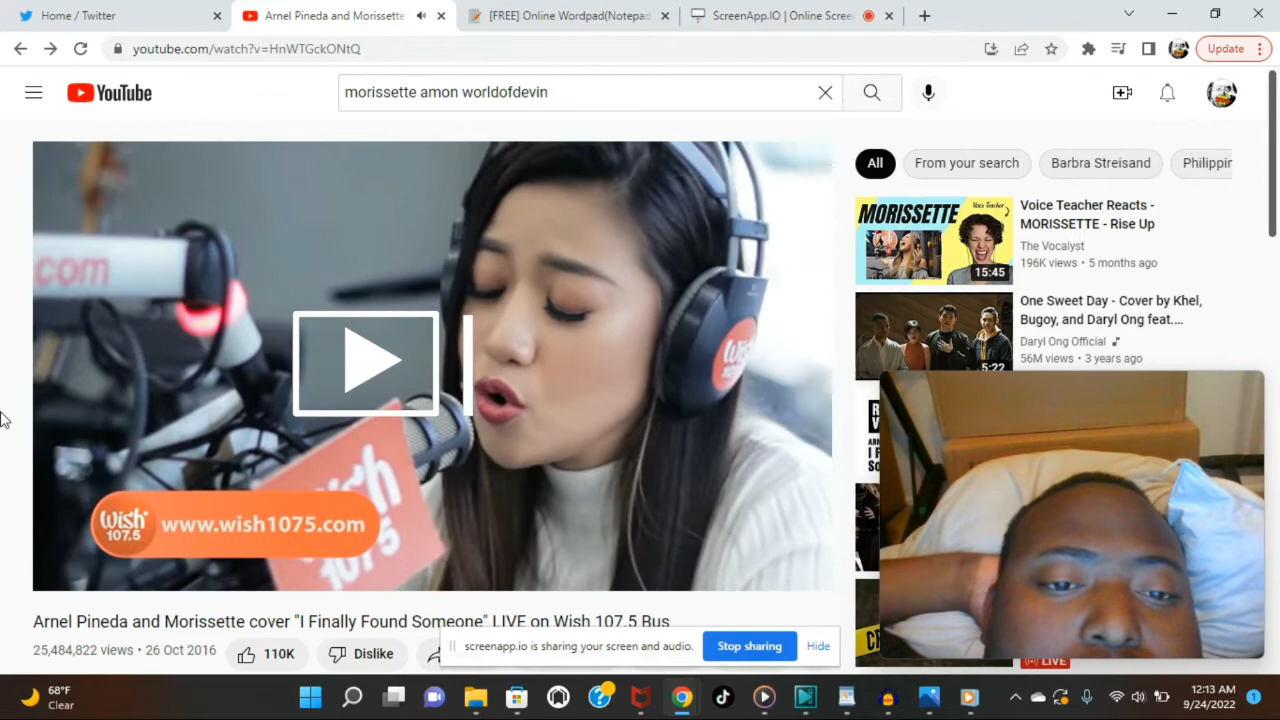 Home / Twitter
Arnel Pineda and Morissette
[FREE] Online Wordpad(Notepad
ScreenApp.IO | Online Scree
youtube.com/watch?v=HnWTGckONtQ
Update
YouTube
morissette amon worldofdevin
All
From your search
Barbra Streisand
Philippin
com
Wish
107.5
www.wish1075.com
Wish
107.5
Wish
MORISSETTE
Voice Teacher
Reacts
15:45
Voice Teacher Reacts -
MORISSETTE - Rise Up
The Vocalyst
196K views • 5 months ago
One Sweet Day - Cover by Khel,
Bugoy, and Daryl Ong feat....
Daryl Ong Official
56M views • 3 years ago
5:22
LIVE
Arnel Pineda and Morissette cover "I Finally Found Someone" LIVE on Wish 107.5 Bus
25,484,822 views • 26 Oct 2016
110K
Dislike
screenapp.io is sharing your screen and audio.
Stop sharing
Hide
68°F
Clear
12:13 AM
9/24/2022
1